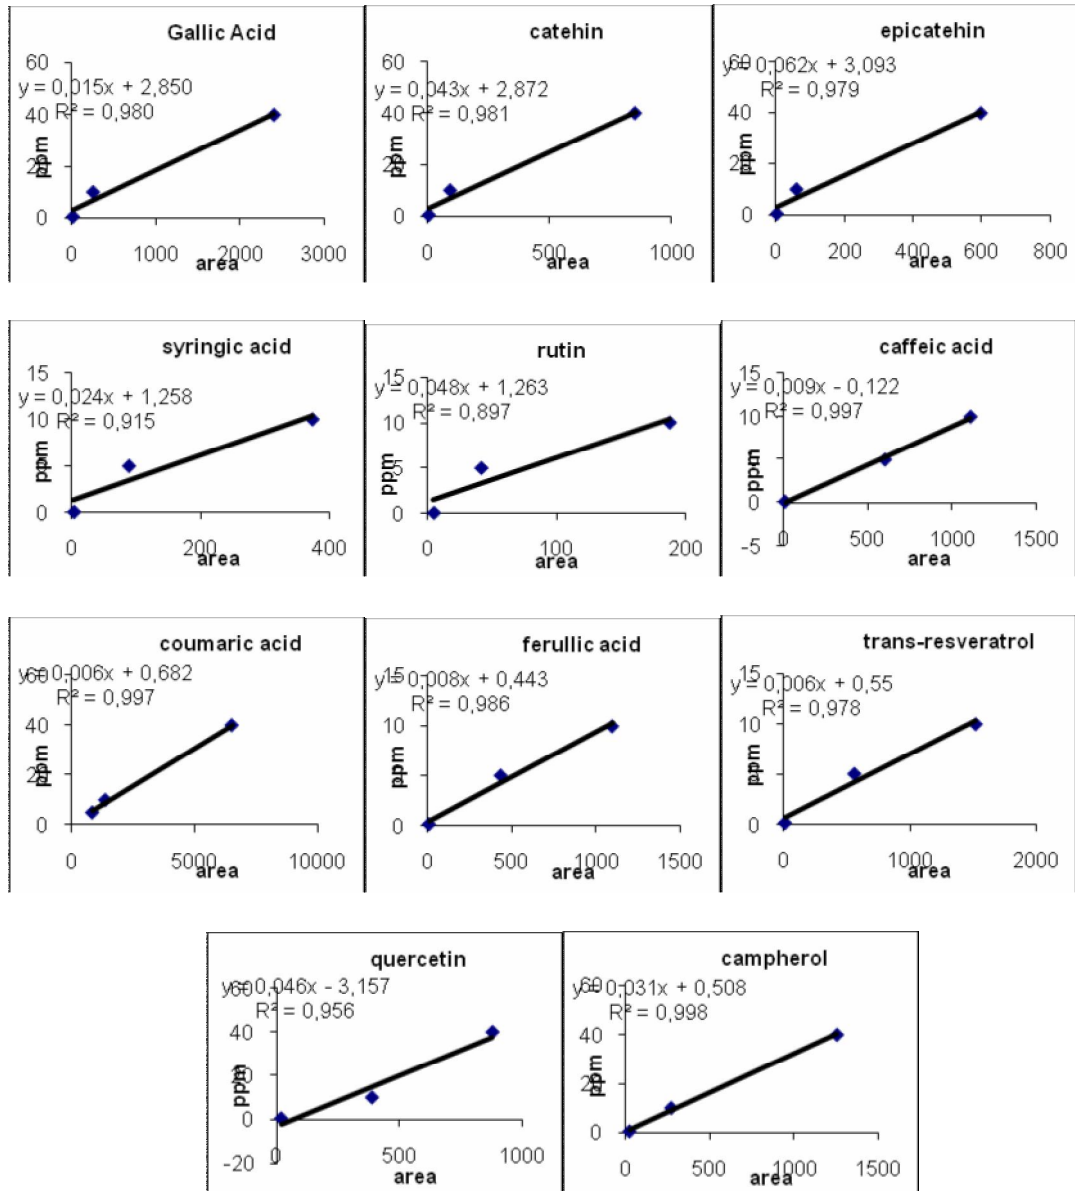 Gallic Acid
60
y = 0,015x + 2,850
R² = 0,980
40
20
0
ppm
0 1000 2000 3000
area
catehin
60
y = 0,043x + 2,872
R² = 0,981
40
20
0
ppm
0 500 1000
area
epicatehin
60
y = 0,062x + 3,093
R² = 0,979
40
20
0
ppm
0 200 400 600 800
area
syringic acid
15
y = 0,024x + 1,258
R² = 0,915
10
5
0
ppm
0 200 400
area
rutin
15
y = 0,048x + 1,263
R² = 0,897
10
5
0
ppm
0 100 200
area
caffeic acid
15
y = 0,009x - 0,122
R² = 0,997
10
5
0
-5
ppm
0 500 1000 1500
area
coumaric acid
60
y = 0,006x + 0,682
R² = 0,997
40
20
0
ppm
0 5000 10000
area
ferullic acid
15
y = 0,008x + 0,443
R² = 0,986
10
5
0
ppm
0 500 1000 1500
area
trans-resveratrol
15
y = 0,006x + 0,55
R² = 0,978
10
5
0
ppm
0 1000 2000
area
quercetin
60
y = 0,046x - 3,157
R² = 0,956
40
20
0
-20
ppm
0 500 1000
area
campherol
60
y = 0,031x + 0,508
R² = 0,998
40
20
0
ppm
0 500 1000 1500
area